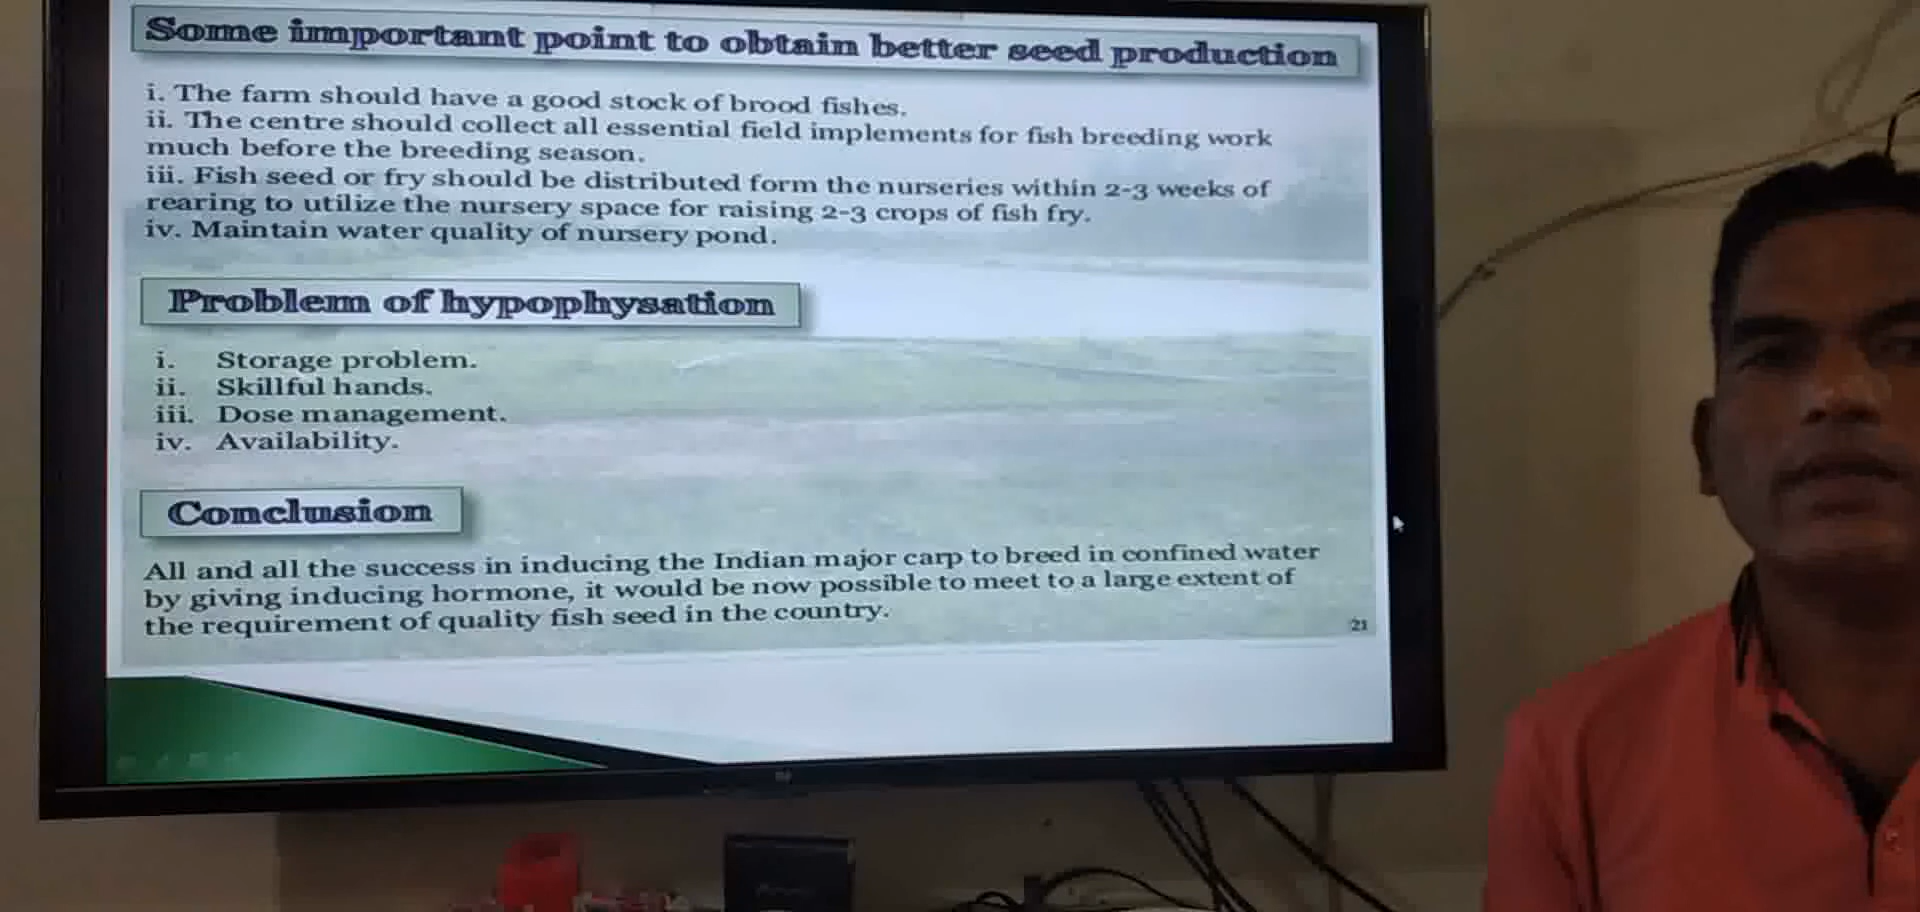 Some important point to obtain better seed production
i. The farm should have a good stock of brood fishes.
ii. The centre should collect all essential field implements for fish breeding work
much before the breeding season.
iii. Fish seed or fry should be distributed form the nurseries within 2-3 weeks of
rearing to utilize the nursery space for raising 2-3 crops of fish fry.
iv. Maintain water quality of nursery pond.
Problem of hypophysation
i. Storage problem.
ii. Skillful hands.
iii. Dose management.
iv. Availability.
Conclusion
All and all the success in inducing the Indian major carp to breed in confined water
by giving inducing hormone, it would be now possible to meet to a large extent of
the requirement of quality fish seed in the country.
21